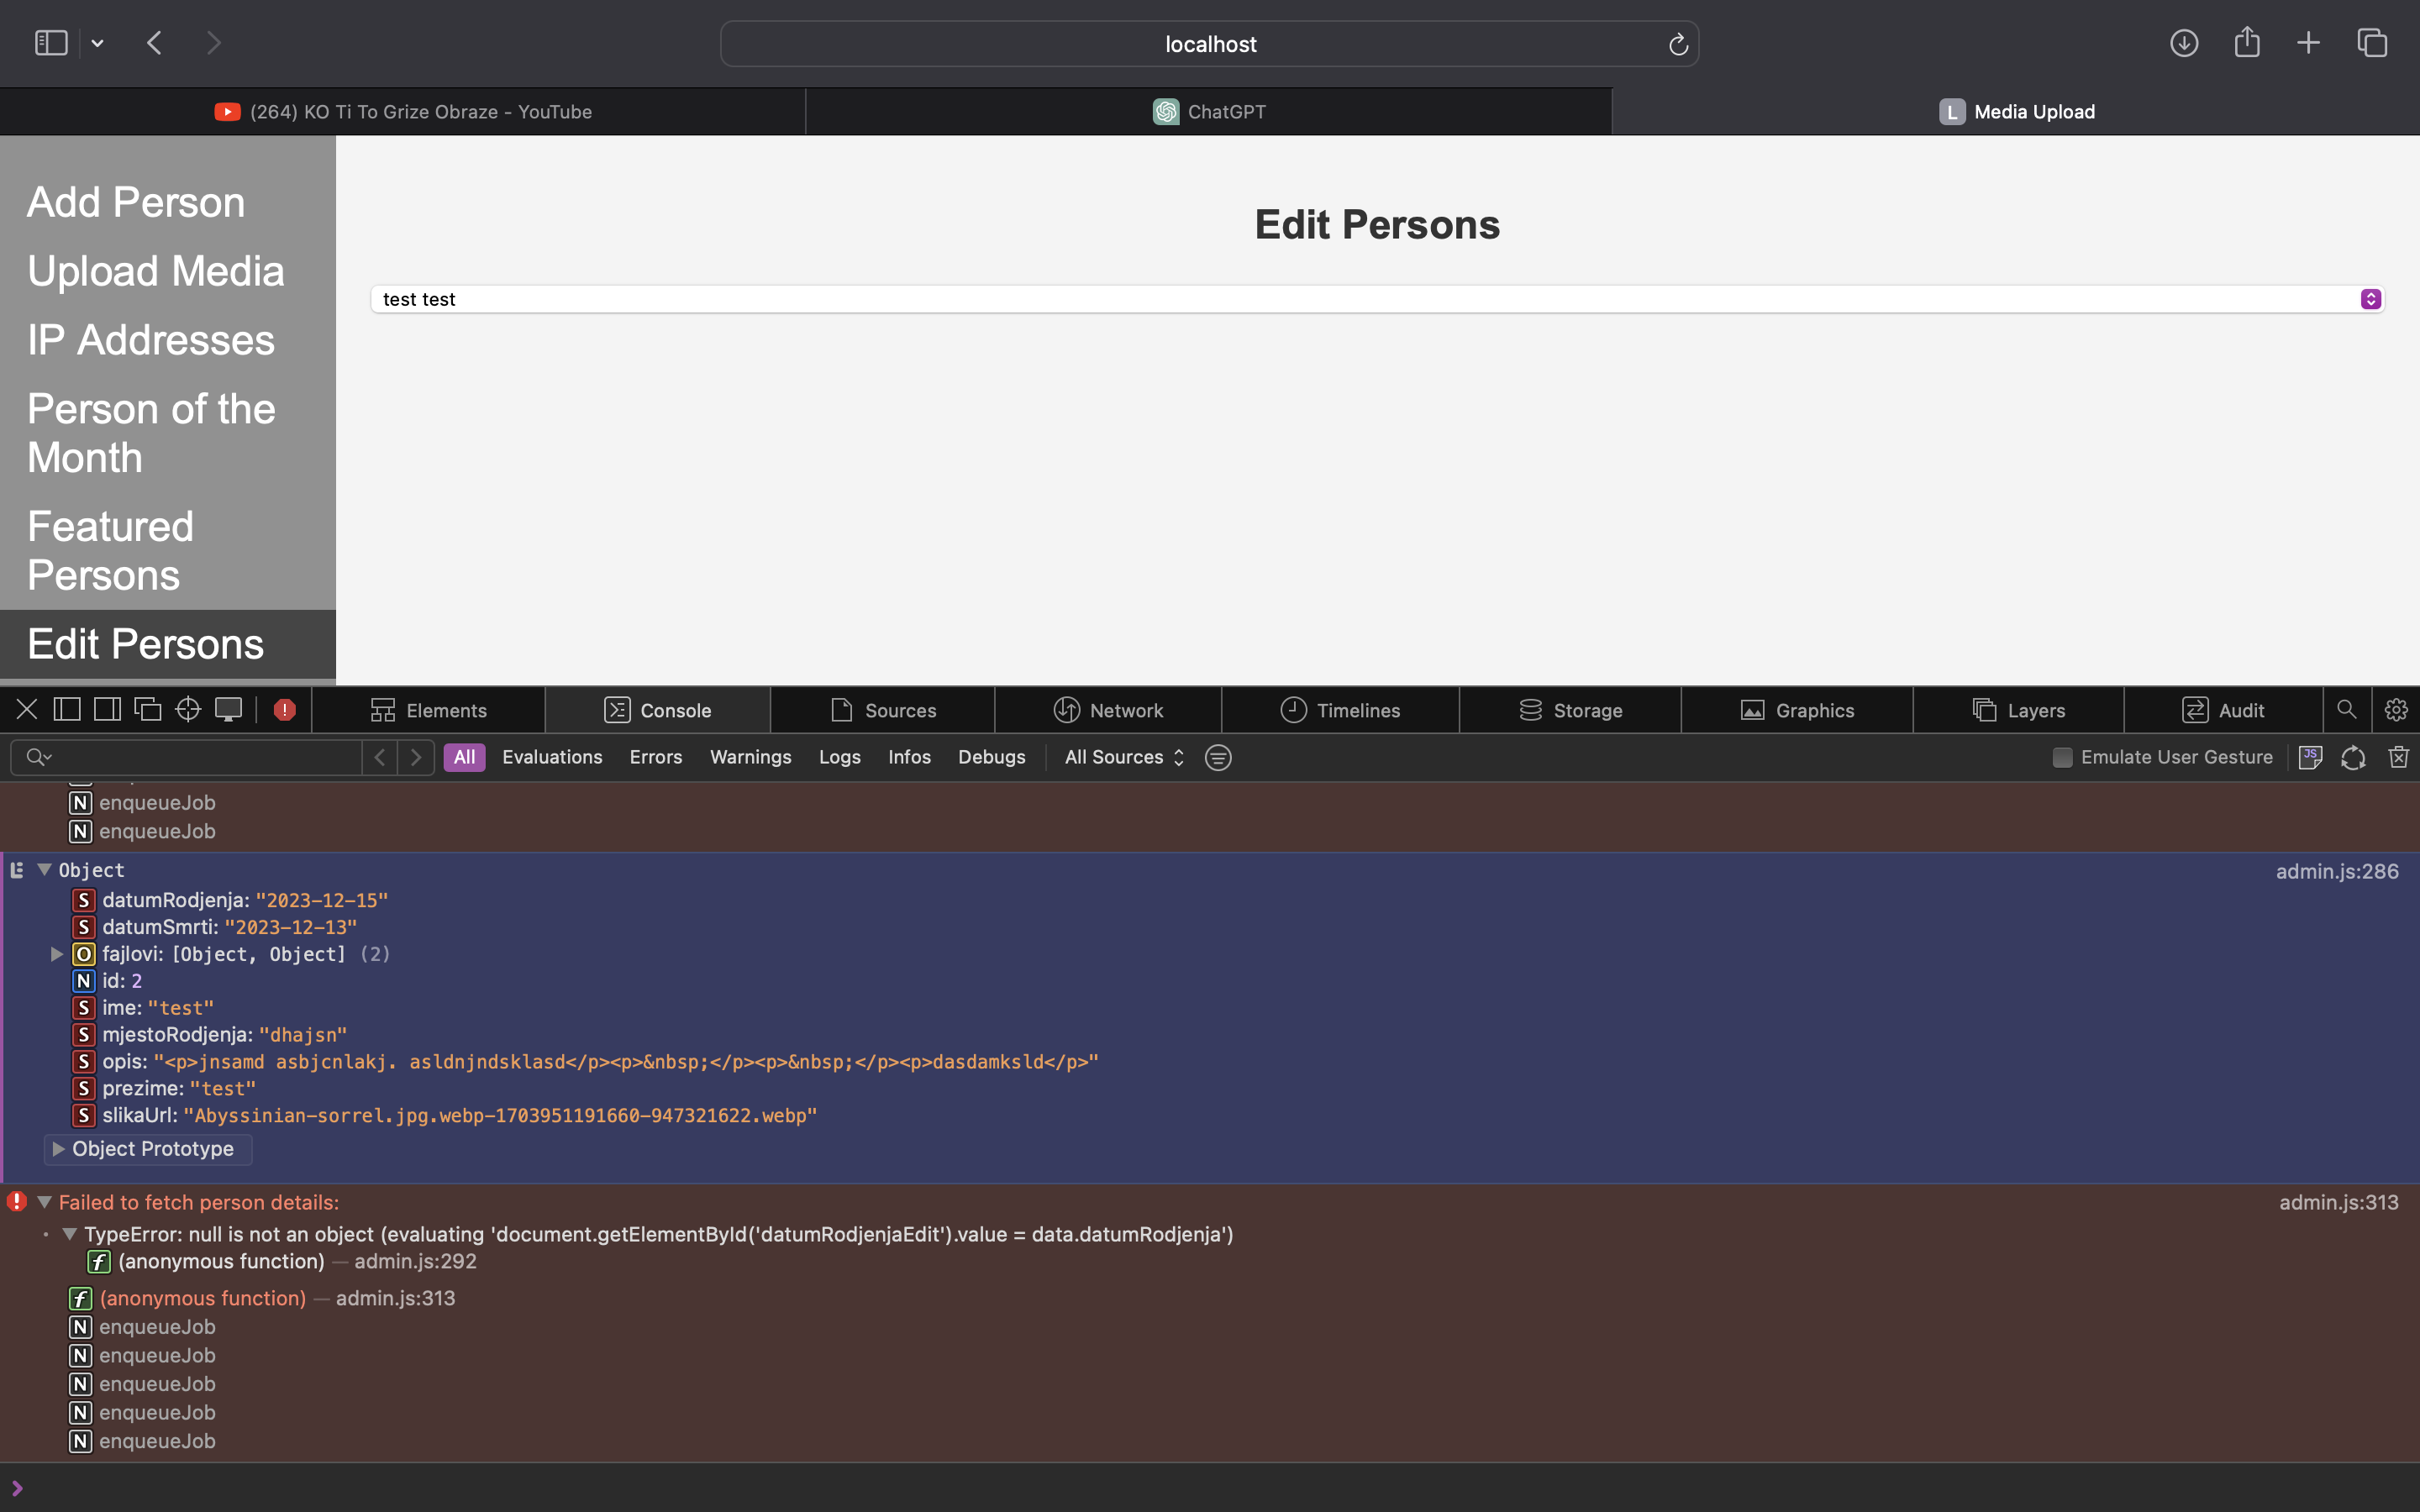 localhost
(264) KO Ti To Grize Obraze - YouTube
ChatGPT
L Media Upload
Add Person
Upload Media
IP Addresses
Person of the
Month
Featured
Persons
Edit Persons
Edit Persons
test test
Elements
Console
Sources
Network
Timelines
Storage
Graphics
Layers
Audit
All Evaluations Errors Warnings Logs Infos Debugs All Sources
Emulate User Gesture
JS
N enqueueJob
N enqueueJob
Object admin.js:286
S datumRodjenja: "2023-12-15"
S datumSmrti: "2023-12-13"
O fajlovi: [Object, Object] (2)
N id: 2
S ime: "test"
S mjestoRodjenja: "dhajsn"
S opis: "<p>jnsamd asbjcnlakj. asldnjndsklasd</p><p>&nbsp;</p><p>&nbsp;</p><p>dasdamksld</p>"
S prezime: "test"
S slikaUrl: "Abyssinian-sorrel.jpg.webp-1703951191660-947321622.webp"
Object Prototype
Failed to fetch person details: admin.js:313
TypeError: null is not an object (evaluating 'document.getElementById('datumRodjenjaEdit').value = data.datumRodjenja')
f (anonymous function) — admin.js:292
f (anonymous function) — admin.js:313
N enqueueJob
N enqueueJob
N enqueueJob
N enqueueJob
N enqueueJob